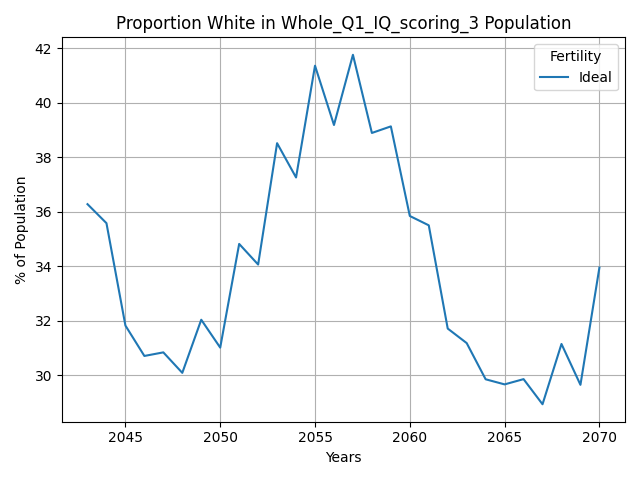 Proportion White in Whole_Q1_IQ_scoring_3 Population
Fertility
Ideal
% of Population
42
40
38
36
34
32
30
2045 2050 2055 2060 2065 2070
Years